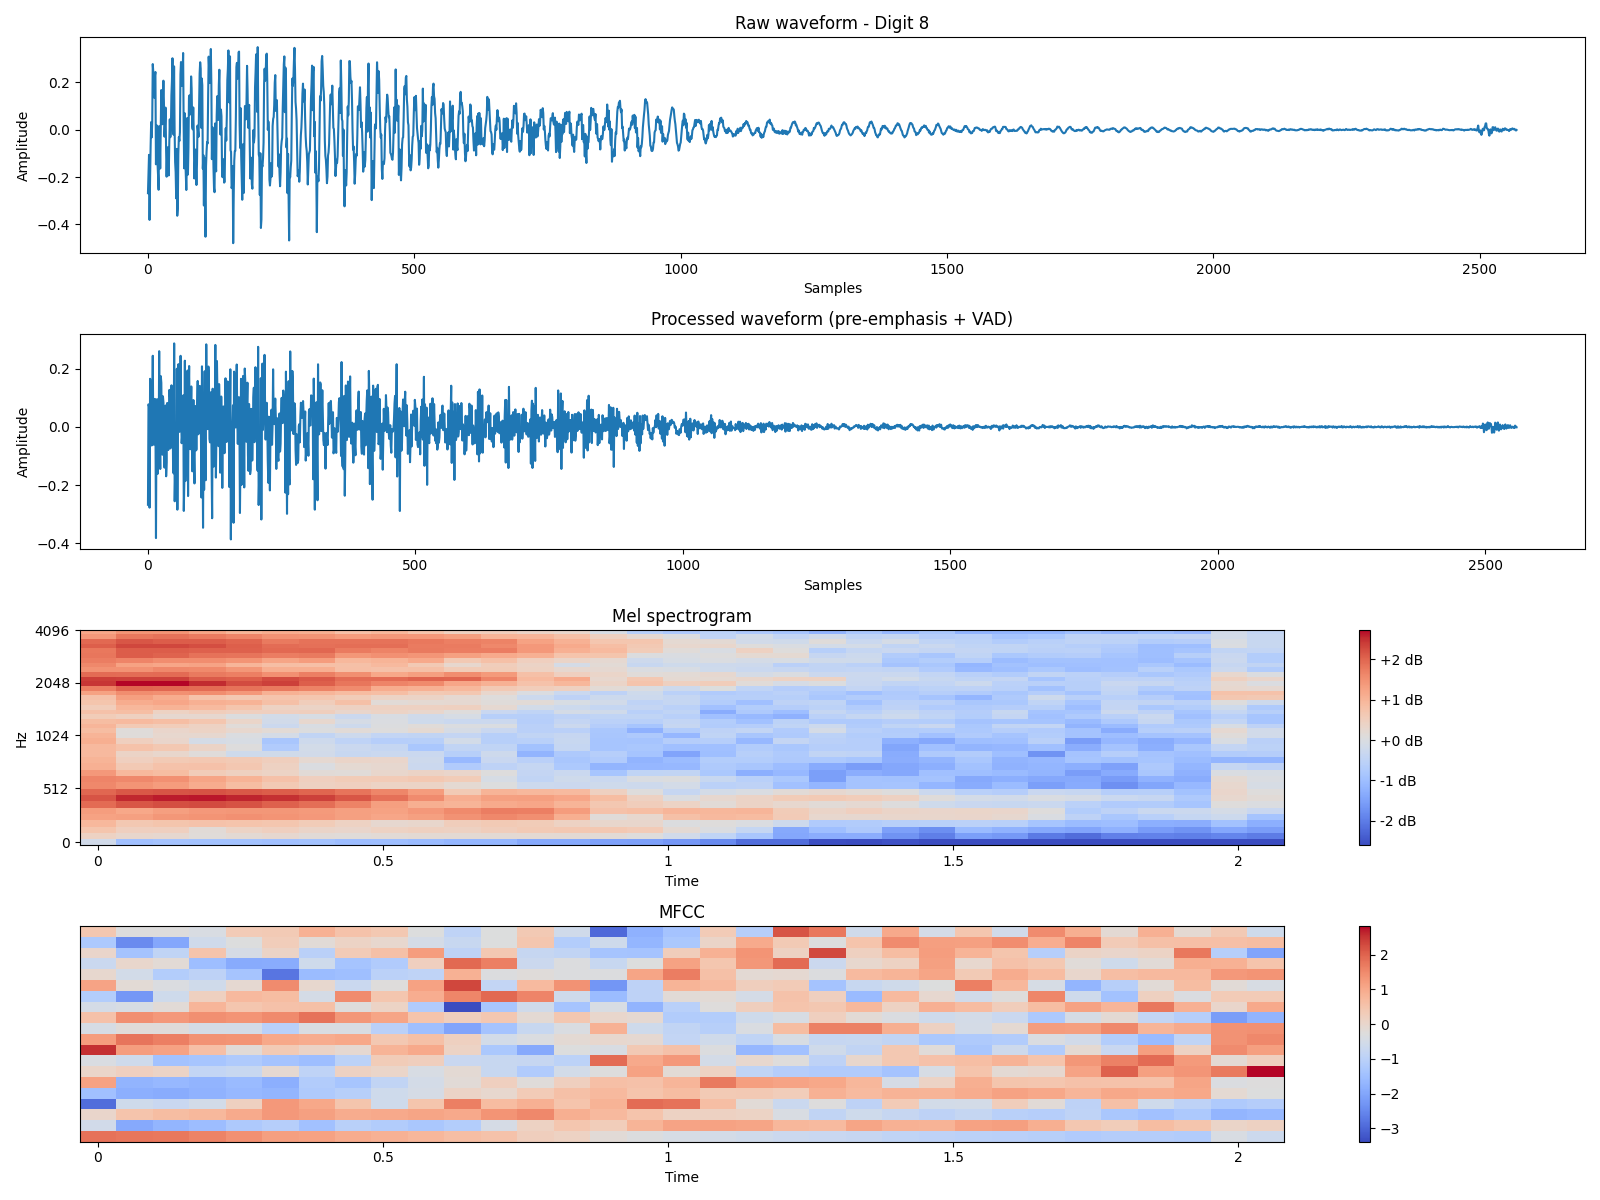 Raw waveform - Digit 8
Amplitude
0.2
0.0
−0.2
−0.4
0 500 1000 1500 2000 2500
Samples
Processed waveform (pre-emphasis + VAD)
Amplitude
0.2
0.0
−0.2
−0.4
0 500 1000 1500 2000 2500
Samples
Mel spectrogram
Hz
4096
2048
1024
512
0
0 0.5 1 1.5 2
Time
+2 dB
+1 dB
+0 dB
-1 dB
-2 dB
MFCC
0 0.5 1 1.5 2
Time
2
1
0
−1
−2
−3